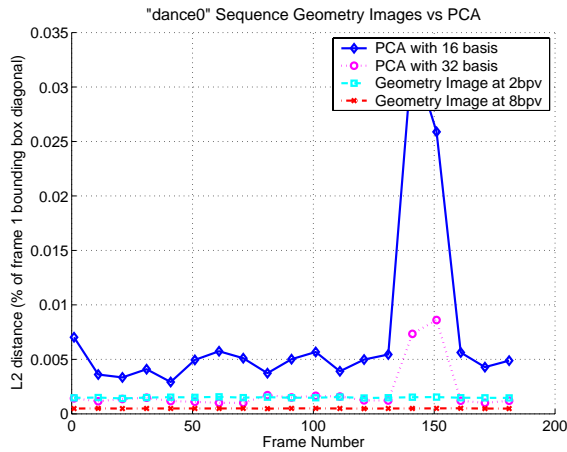 "dance0" Sequence Geometry Images vs PCA
0.035
0.03
0.025
0.02
0.015
0.01
0.005
0
L2 distance (% of frame 1 bounding box diagonal)
PCA with 16 basis
PCA with 32 basis
Geometry Image at 2bpv
Geometry Image at 8bpv
0
50
100
150
200
Frame Number